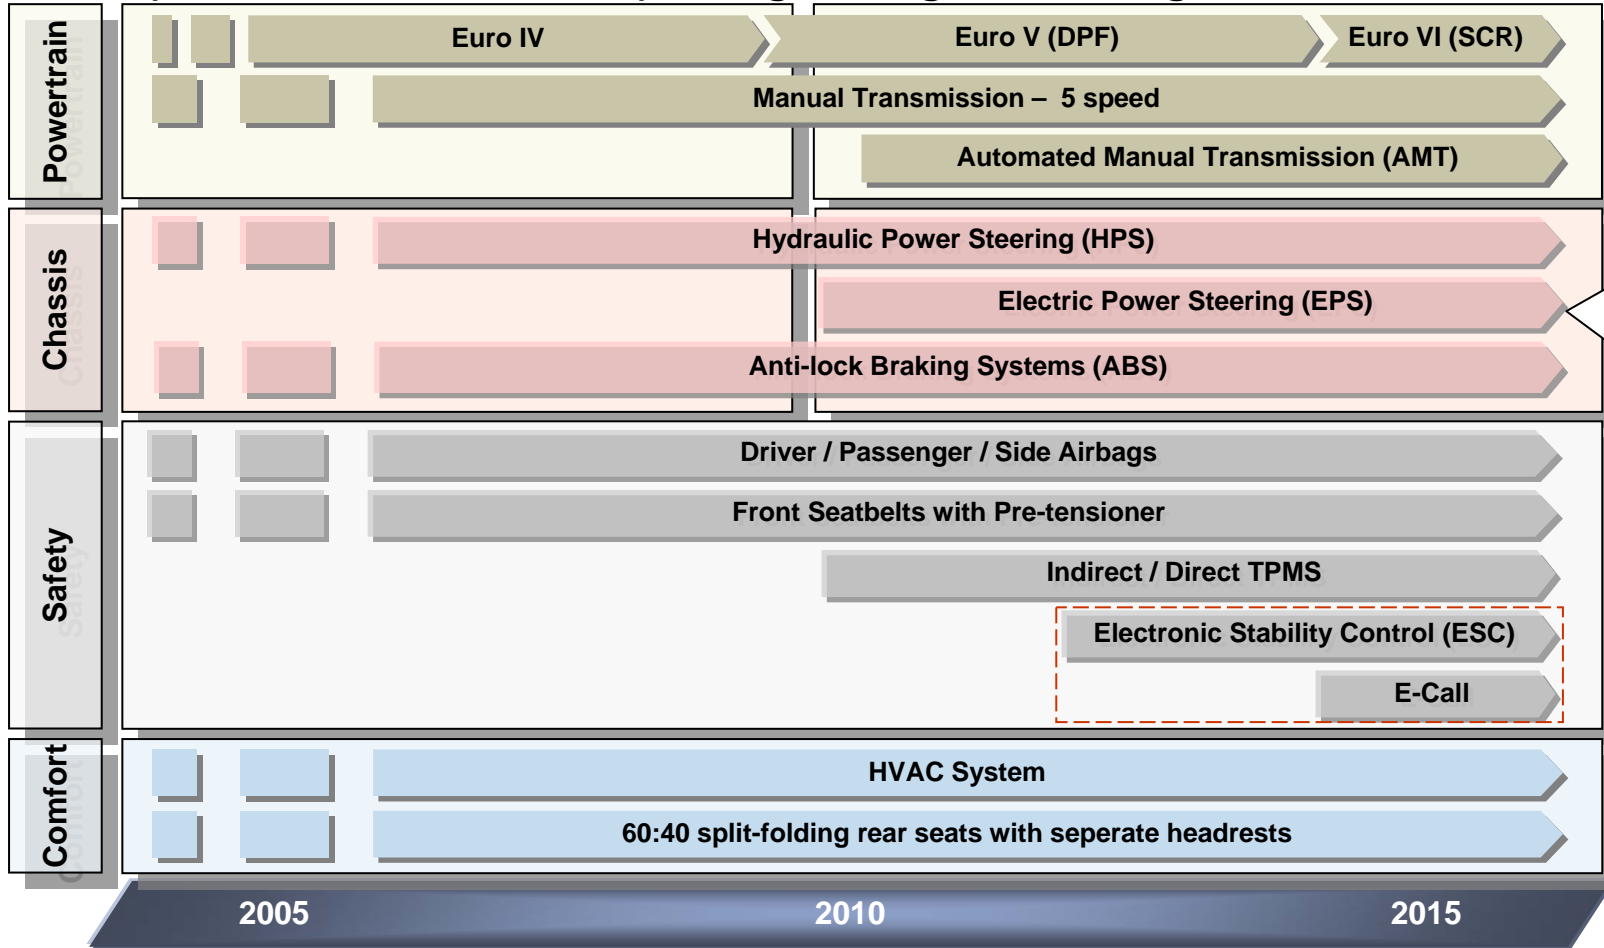 Powertrain
Euro IV
Euro V (DPF)
Euro VI (SCR)
Manual Transmission – 5 speed
Automated Manual Transmission (AMT)
Chassis
Hydraulic Power Steering (HPS)
Electric Power Steering (EPS)
Anti-lock Braking Systems (ABS)
Safety
Driver / Passenger / Side Airbags
Front Seatbelts with Pre-tensioner
Indirect / Direct TPMS
Electronic Stability Control (ESC)
E-Call
Comfort
HVAC System
60:40 split-folding rear seats with seperate headrests
2005
2010
2015